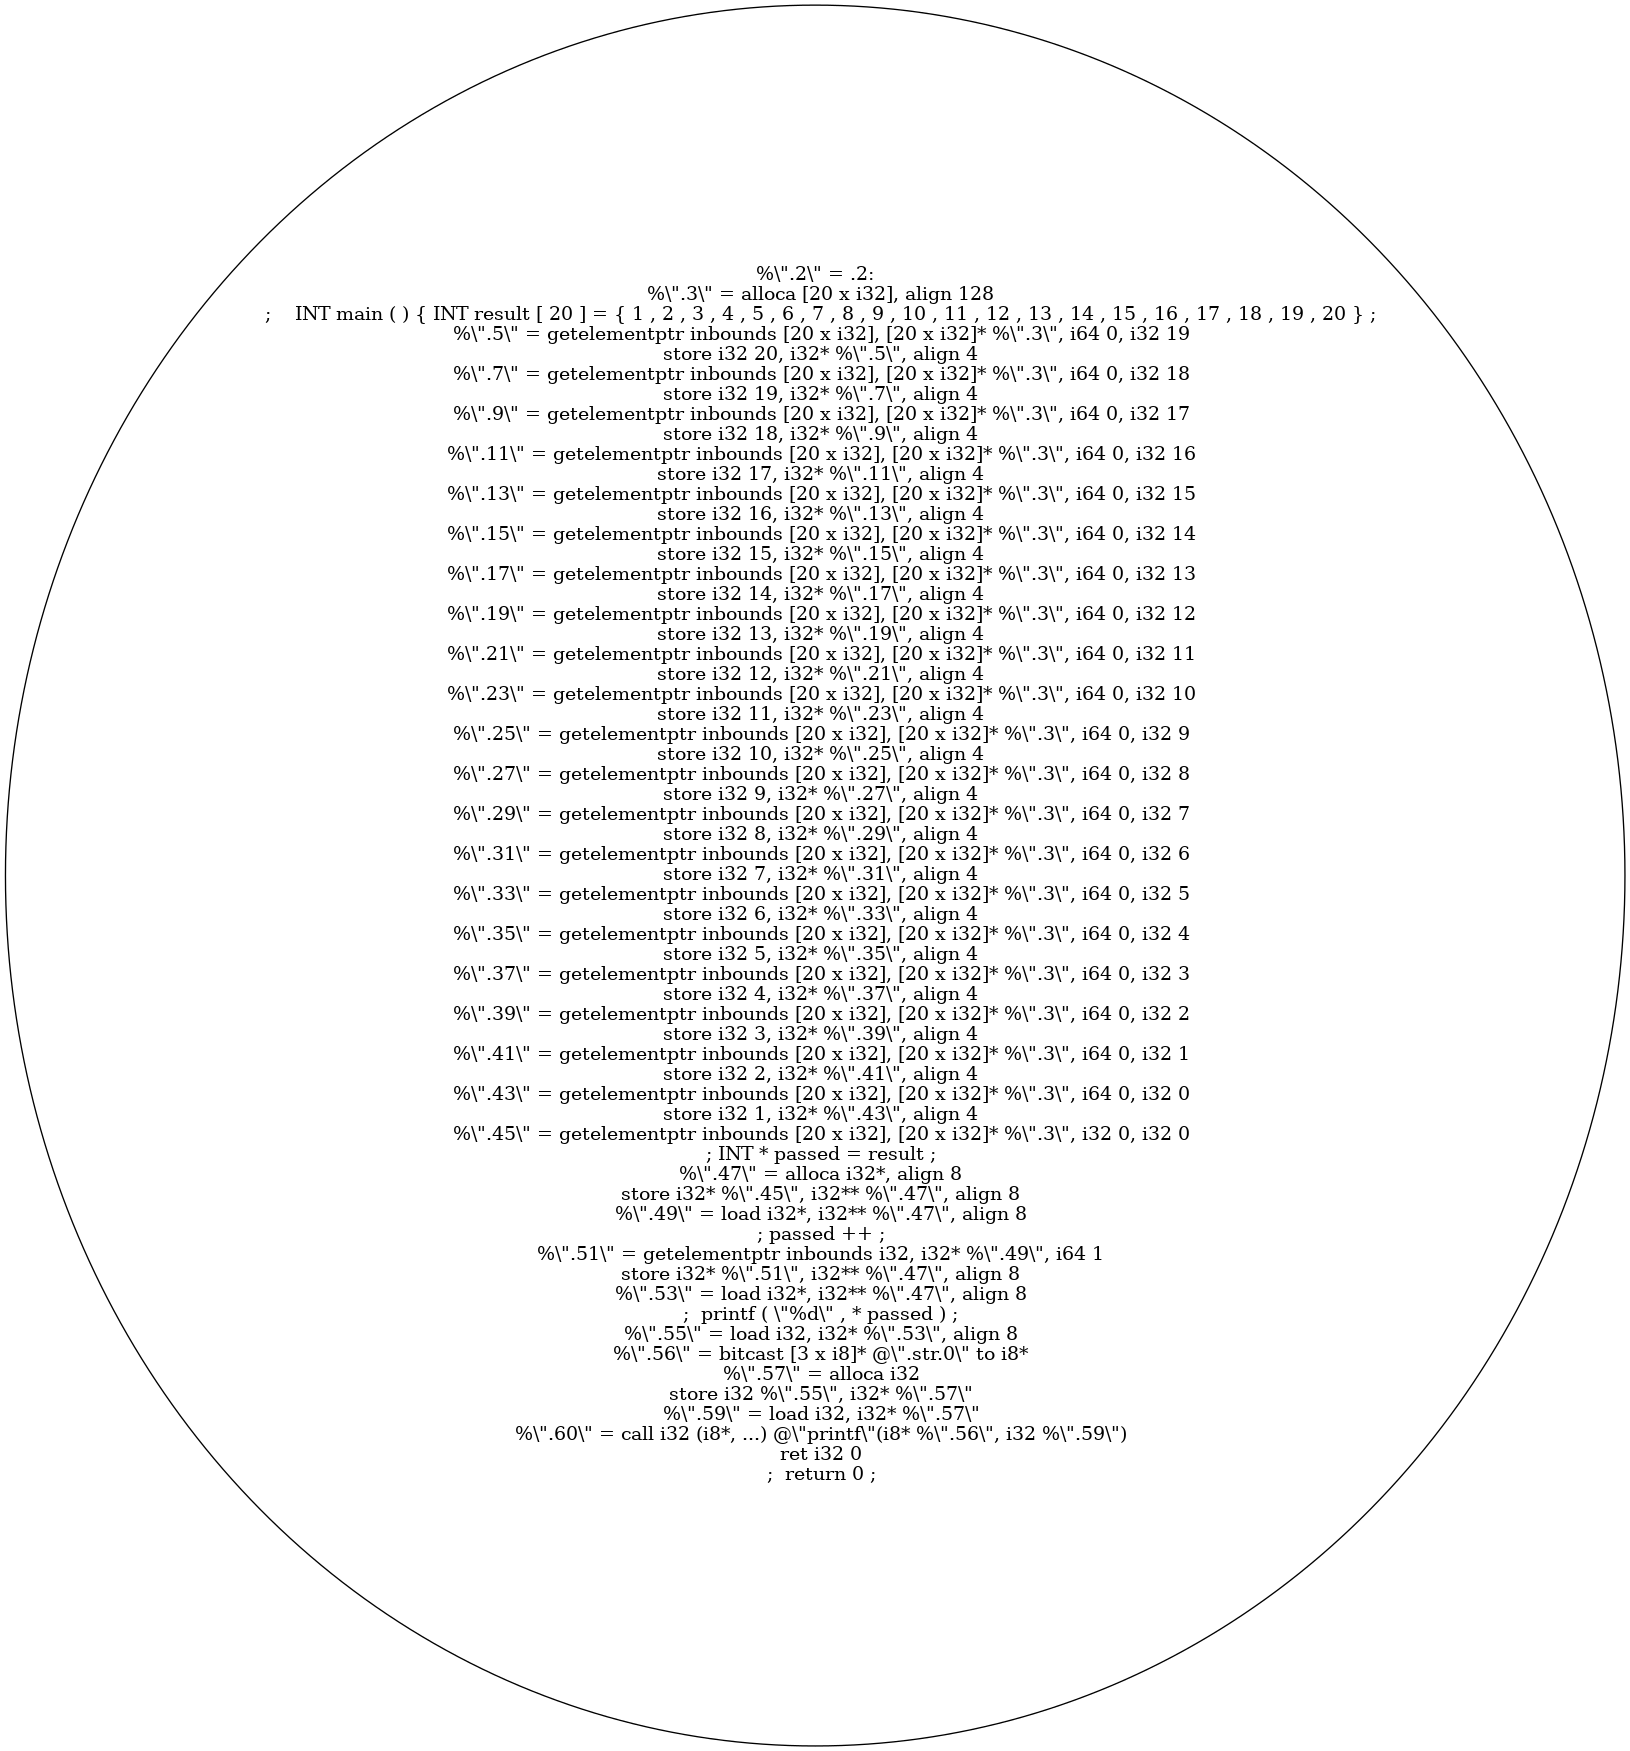 %\".2\" = .2:
%\".3\" = alloca [20 x i32], align 128
;    INT main ( ) { INT result [ 20 ] = { 1 , 2 , 3 , 4 , 5 , 6 , 7 , 8 , 9 , 10 , 11 , 12 , 13 , 14 , 15 , 16 , 17 , 18 , 19 , 20 } ;
%\".5\" = getelementptr inbounds [20 x i32], [20 x i32]* %\".3\", i64 0, i32 19
store i32 20, i32* %\".5\", align 4
%\".7\" = getelementptr inbounds [20 x i32], [20 x i32]* %\".3\", i64 0, i32 18
store i32 19, i32* %\".7\", align 4
%\".9\" = getelementptr inbounds [20 x i32], [20 x i32]* %\".3\", i64 0, i32 17
store i32 18, i32* %\".9\", align 4
%\".11\" = getelementptr inbounds [20 x i32], [20 x i32]* %\".3\", i64 0, i32 16
store i32 17, i32* %\".11\", align 4
%\".13\" = getelementptr inbounds [20 x i32], [20 x i32]* %\".3\", i64 0, i32 15
store i32 16, i32* %\".13\", align 4
%\".15\" = getelementptr inbounds [20 x i32], [20 x i32]* %\".3\", i64 0, i32 14
store i32 15, i32* %\".15\", align 4
%\".17\" = getelementptr inbounds [20 x i32], [20 x i32]* %\".3\", i64 0, i32 13
store i32 14, i32* %\".17\", align 4
%\".19\" = getelementptr inbounds [20 x i32], [20 x i32]* %\".3\", i64 0, i32 12
store i32 13, i32* %\".19\", align 4
%\".21\" = getelementptr inbounds [20 x i32], [20 x i32]* %\".3\", i64 0, i32 11
store i32 12, i32* %\".21\", align 4
%\".23\" = getelementptr inbounds [20 x i32], [20 x i32]* %\".3\", i64 0, i32 10
store i32 11, i32* %\".23\", align 4
%\".25\" = getelementptr inbounds [20 x i32], [20 x i32]* %\".3\", i64 0, i32 9
store i32 10, i32* %\".25\", align 4
%\".27\" = getelementptr inbounds [20 x i32], [20 x i32]* %\".3\", i64 0, i32 8
store i32 9, i32* %\".27\", align 4
%\".29\" = getelementptr inbounds [20 x i32], [20 x i32]* %\".3\", i64 0, i32 7
store i32 8, i32* %\".29\", align 4
%\".31\" = getelementptr inbounds [20 x i32], [20 x i32]* %\".3\", i64 0, i32 6
store i32 7, i32* %\".31\", align 4
%\".33\" = getelementptr inbounds [20 x i32], [20 x i32]* %\".3\", i64 0, i32 5
store i32 6, i32* %\".33\", align 4
%\".35\" = getelementptr inbounds [20 x i32], [20 x i32]* %\".3\", i64 0, i32 4
store i32 5, i32* %\".35\", align 4
%\".37\" = getelementptr inbounds [20 x i32], [20 x i32]* %\".3\", i64 0, i32 3
store i32 4, i32* %\".37\", align 4
%\".39\" = getelementptr inbounds [20 x i32], [20 x i32]* %\".3\", i64 0, i32 2
store i32 3, i32* %\".39\", align 4
%\".41\" = getelementptr inbounds [20 x i32], [20 x i32]* %\".3\", i64 0, i32 1
store i32 2, i32* %\".41\", align 4
%\".43\" = getelementptr inbounds [20 x i32], [20 x i32]* %\".3\", i64 0, i32 0
store i32 1, i32* %\".43\", align 4
%\".45\" = getelementptr inbounds [20 x i32], [20 x i32]* %\".3\", i32 0, i32 0
; INT * passed = result ;
%\".47\" = alloca i32*, align 8
store i32* %\".45\", i32** %\".47\", align 8
%\".49\" = load i32*, i32** %\".47\", align 8
; passed ++ ;
%\".51\" = getelementptr inbounds i32, i32* %\".49\", i64 1
store i32* %\".51\", i32** %\".47\", align 8
%\".53\" = load i32*, i32** %\".47\", align 8
;  printf ( \"%d\" , * passed ) ;
%\".55\" = load i32, i32* %\".53\", align 8
%\".56\" = bitcast [3 x i8]* @\".str.0\" to i8*
%\".57\" = alloca i32
store i32 %\".55\", i32* %\".57\"
%\".59\" = load i32, i32* %\".57\"
%\".60\" = call i32 (i8*, ...) @\"printf\"(i8* %\".56\", i32 %\".59\")
ret i32 0
;  return 0 ;